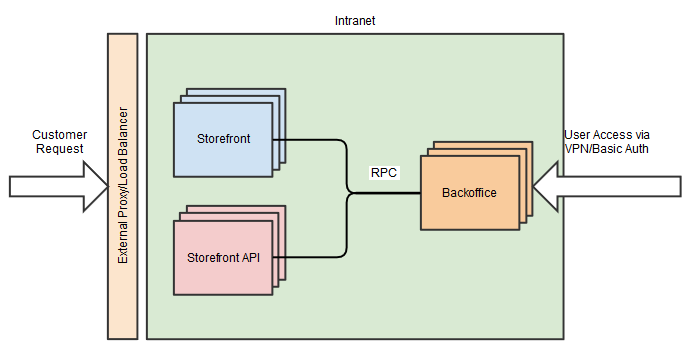 Intranet
Customer
Request
External Proxy/Load Balancer
Storefront
Storefront API
RPC
Backoffice
User Access via
VPN/Basic Auth